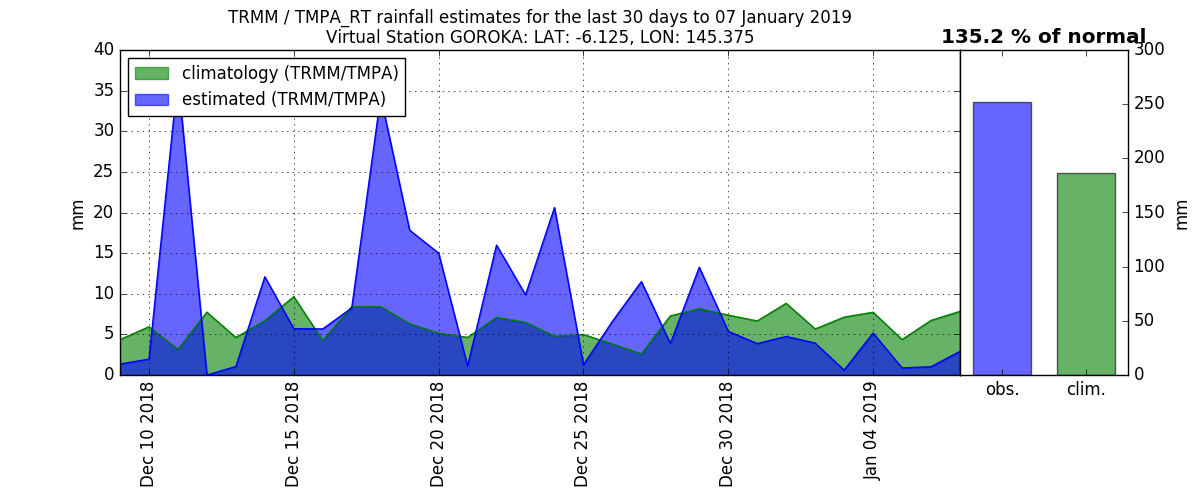 TRMM / TMPA_RT rainfall estimates for the last 30 days to 07 January 2019
Virtual Station GOROKA: LAT: -6.125, LON: 145.375
135.2 % of normal
climatology (TRMM/TMPA)
estimated (TRMM/TMPA)
mm
40
35
30
25
20
15
10
5
0
Dec 10 2018
Dec 15 2018
Dec 20 2018
Dec 25 2018
Dec 30 2018
Jan 04 2019
obs.
clim.
300
250
200
150
100
50
0
mm